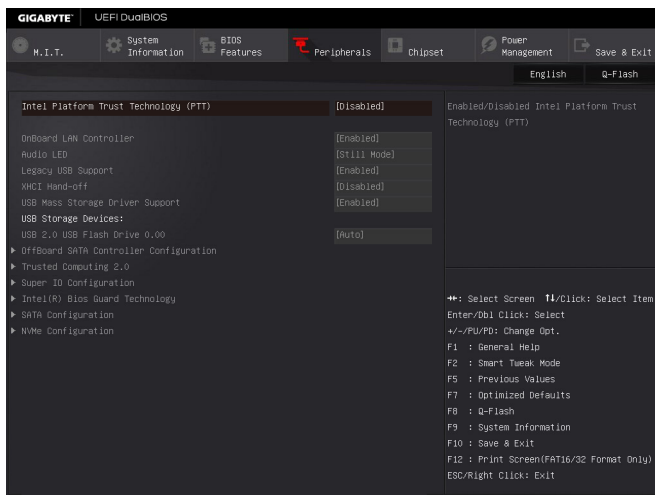 GIGABYTE™ UEFI DualBIOS
M.I.T.
System Information
BIOS Features
Peripherals
Chipset
Power Management
Save & Exit
English Q-Flash
Intel Platform Trust Technology (PTT) [Disabled]
OnBoard LAN Controller [Enabled]
Audio LED [Still Mode]
Legacy USB Support [Enabled]
XHCI Hand-off [Disabled]
USB Mass Storage Driver Support [Enabled]
USB Storage Devices:
USB 2.0 USB Flash Drive 0.00 [Auto]
OffBoard SATA Controller Configuration
Trusted Computing 2.0
Super IO Configuration
Intel(R) Bios Guard Technology
SATA Configuration
NVMe Configuration
Enabled/Disabled Intel Platform Trust
Technology (PTT)
→←: Select Screen ↑↓/Click: Select Item
Enter/Dbl Click: Select
+/-/PU/PD: Change Opt.
F1 : General Help
F2 : Smart Tweak Mode
F5 : Previous Values
F7 : Optimized Defaults
F8 : Q-Flash
F9 : System Information
F10 : Save & Exit
F12 : Print Screen(FAT16/32 Format Only)
ESC/Right Click: Exit